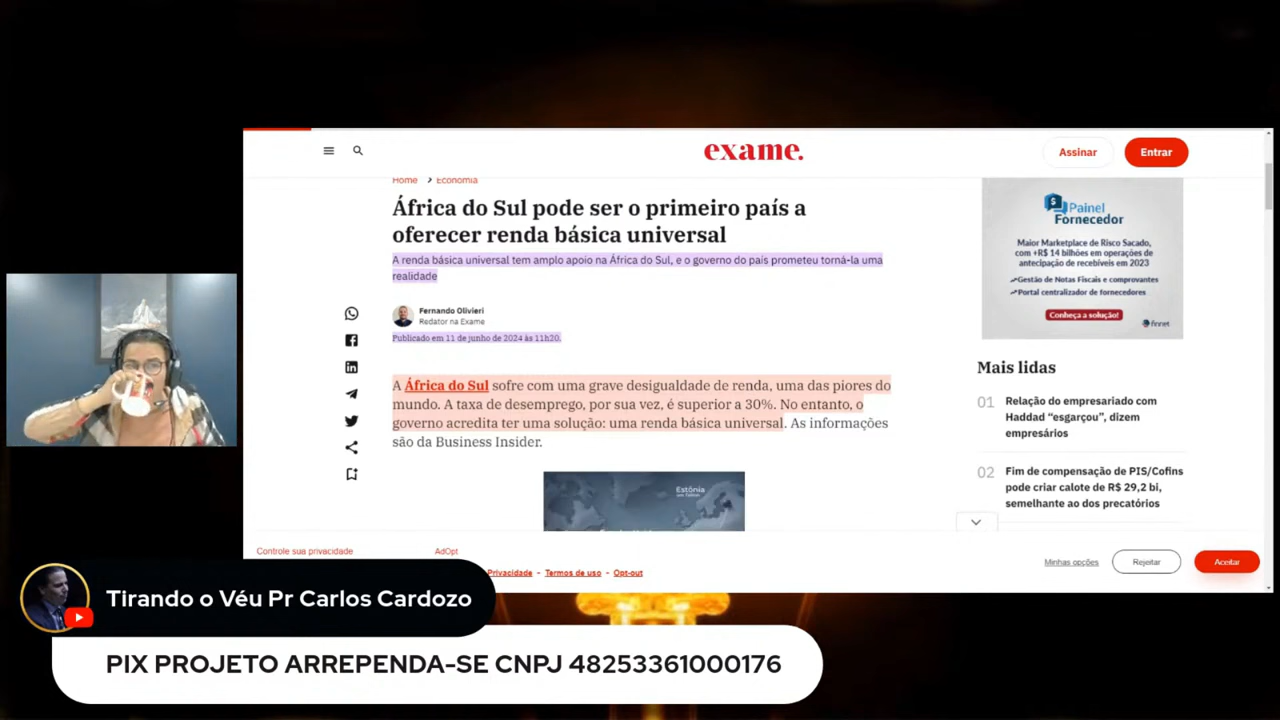 exame.
Assinar
Entrar
Home > Economia
África do Sul pode ser o primeiro país a
oferecer renda básica universal
A renda básica universal tem amplo apoio na África do Sul, e o governo do país prometeu torná-la uma
realidade
Fernando Olivieri
Redator na Exame
Publicado em 11 de junho de 2024 às 11h20.
A África do Sul sofre com uma grave desigualdade de renda, uma das piores do
mundo. A taxa de desemprego, por sua vez, é superior a 30%. No entanto, o
governo acredita ter uma solução: uma renda básica universal. As informações
são da Business Insider.
Estônia
Painel
Fornecedor
Maior Marketplace de Risco Sacado,
com +R$ 14 bilhões em operações de
antecipação de recebíveis em 2023
Gestão de Notas Fiscais e comprovantes
Portal centralizador de fornecedores
Conheça a solução!
finnet
Mais lidas
01 Relação do empresariado com
Haddad “esgarçou”, dizem
empresários
02 Fim de compensação de PIS/Cofins
pode criar calote de R$ 29,2 bi,
semelhante ao dos precatórios
Controle sua privacidade
AdOpt
Minhas opções
Rejeitar
Aceitar
Privacidade - Termos de uso - Opt-out
Tirando o Véu Pr Carlos Cardozo
PIX PROJETO ARREPENDA-SE CNPJ 48253361000176